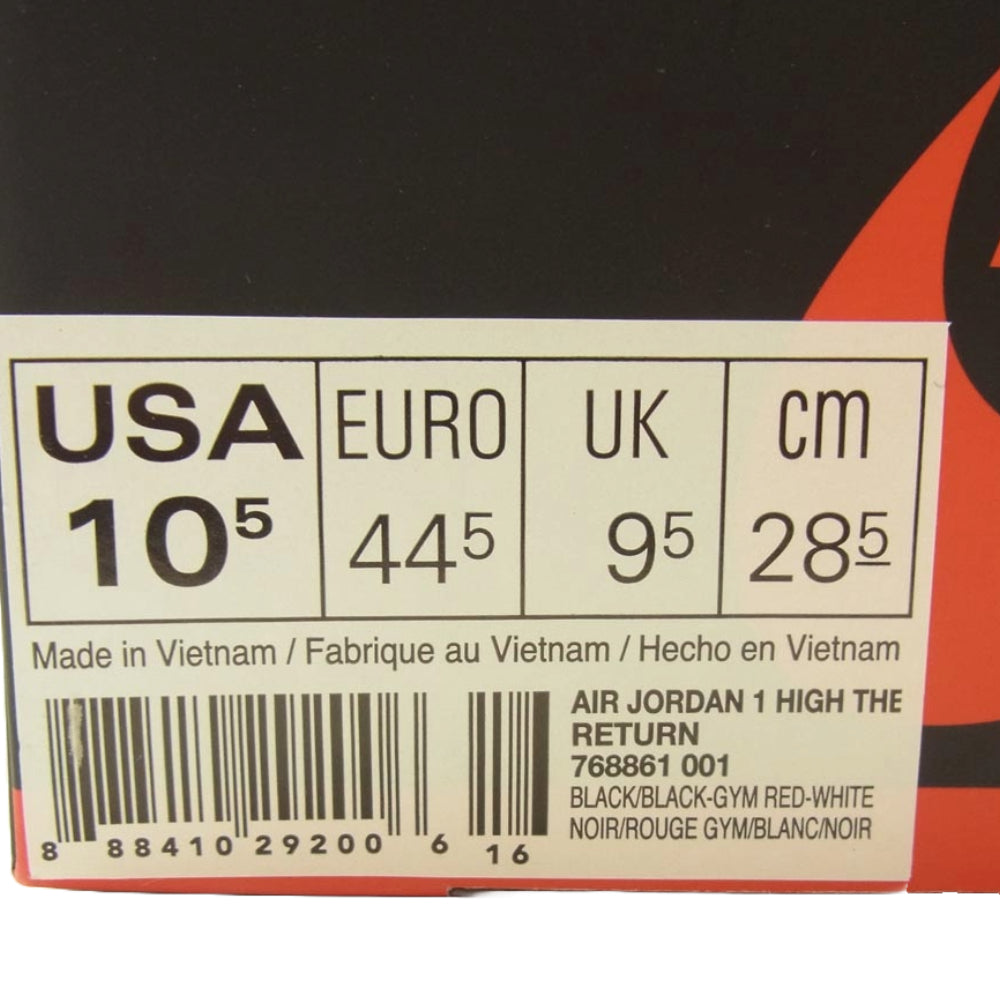 USA EURO UK cm
10⁵ 44⁵ 9⁵ 28⁵
Made in Vietnam / Fabrique au Vietnam / Hecho en Vietnam
AIR JORDAN 1 HIGH THE
RETURN
768861 001
BLACK/BLACK-GYM RED-WHITE
NOIR/ROUGE GYM/BLANC/NOIR
8 88410 29200 6 16